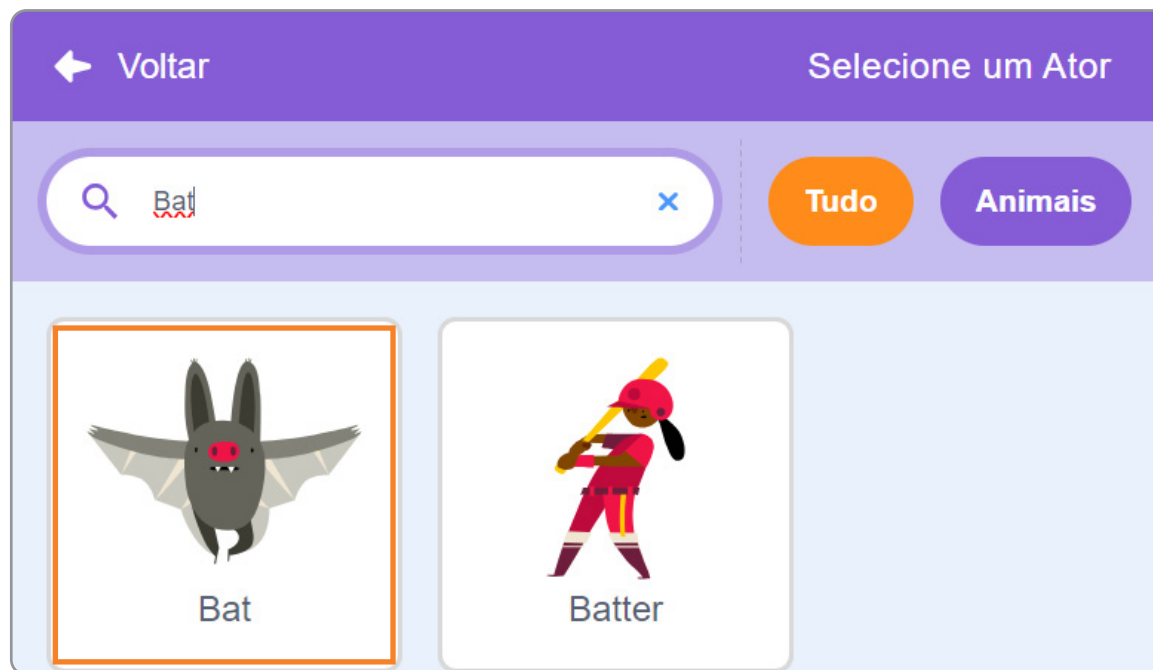 Voltar
Selecione um Ator
Bat
Tudo
Animais
Bat
Batter